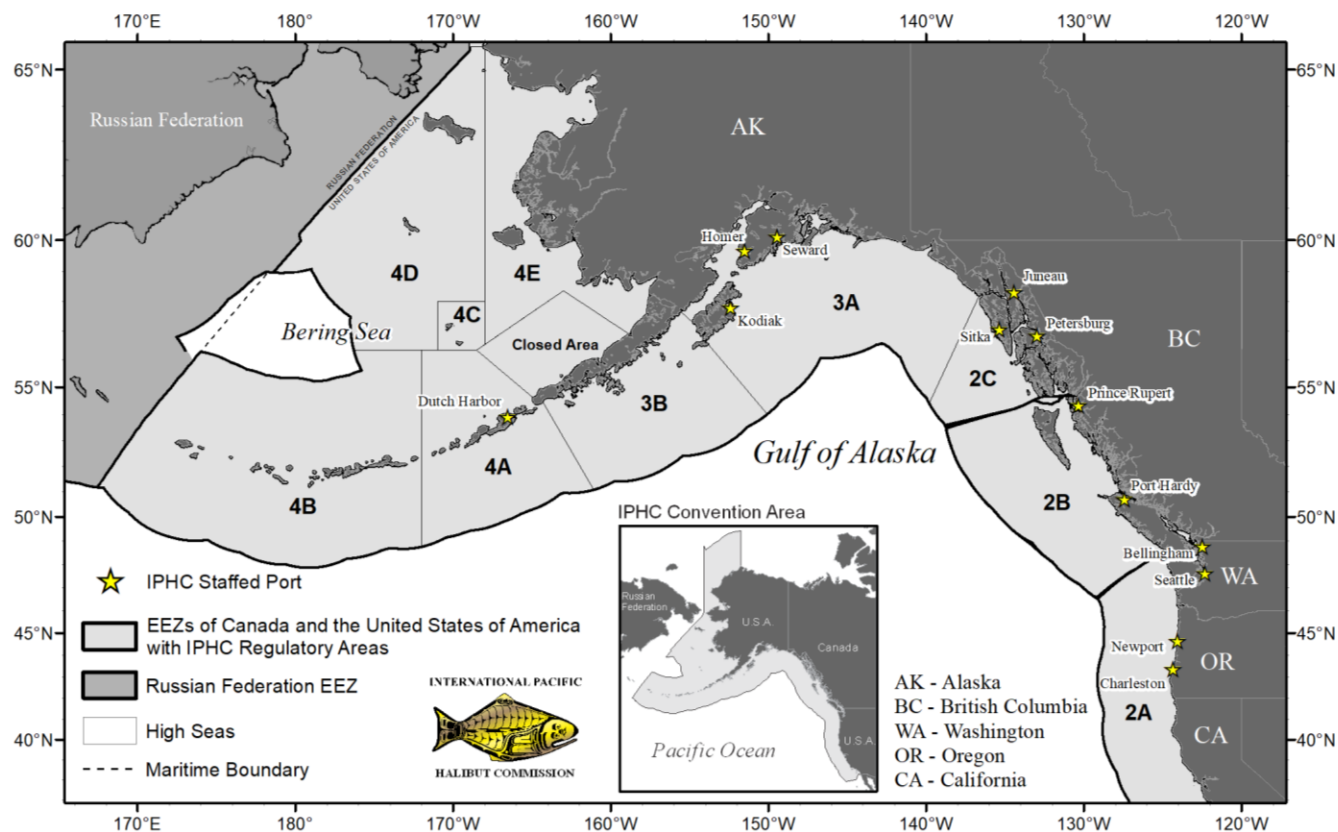 170°E 180° 170°W 160°W 150°W 140°W 130°W 120°W
65°N 65°N
Russian Federation
AK
RUSSIAN FEDERATION
UNITED STATES OF AMERICA
60°N 60°N
Homer
Seward
4D 4E
Juneau
4C
3A
Bering Sea
Kodiak
Sitka
Petersburg
BC
Closed Area
55°N 55°N
2C
Dutch Harbor
3B
Prince Rupert
Gulf of Alaska
4A
4B
Port Hardy
2B
50°N 50°N
IPHC Convention Area
Bellingham
Seattle
WA
Russian
Federation
U.S.A.
Canada
U.S.A.
Pacific Ocean
IPHC Staffed Port
EEZs of Canada and the United States of America
with IPHC Regulatory Areas
Russian Federation EEZ
High Seas
Maritime Boundary
INTERNATIONAL PACIFIC
HALIBUT COMMISSION
45°N 45°N
Newport
OR
Charleston
2A
CA
40°N 40°N
AK - Alaska
BC - British Columbia
WA - Washington
OR - Oregon
CA - California
170°E 180° 170°W 160°W 150°W 140°W 130°W 120°W